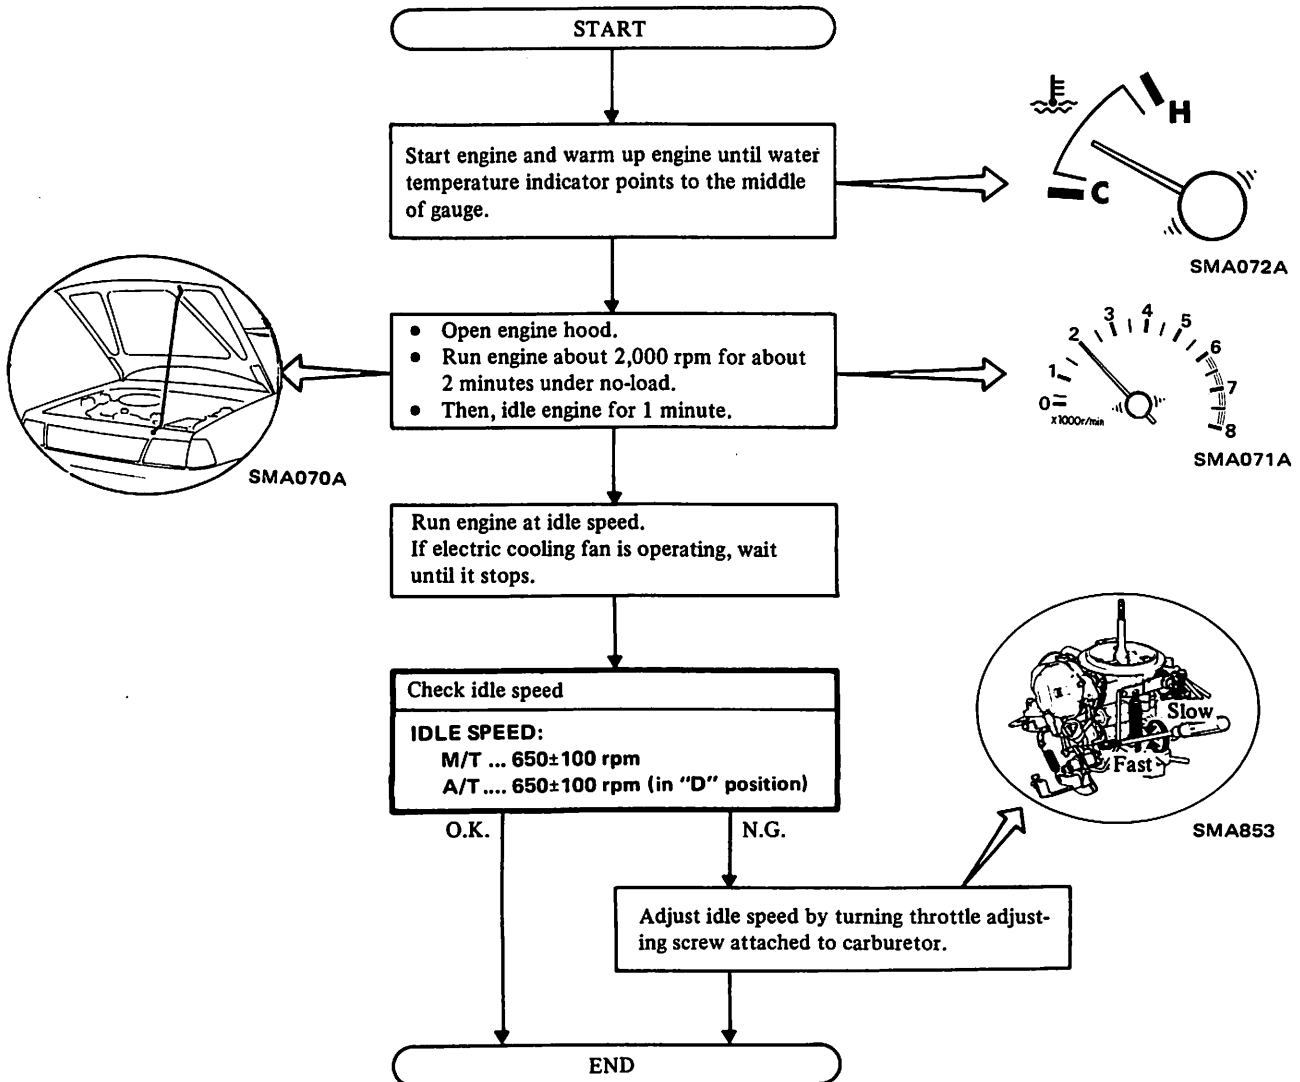 START
Start engine and warm up engine until water
temperature indicator points to the middle
of gauge.
H
C
SMA072A
• Open engine hood.
• Run engine about 2,000 rpm for about
2 minutes under no-load.
• Then, idle engine for 1 minute.
SMA070A
0
1
2
3
4
5
6
7
8
x1000r/min
SMA071A
Run engine at idle speed.
If electric cooling fan is operating, wait
until it stops.
Check idle speed
IDLE SPEED:
M/T ... 650±100 rpm
A/T .... 650±100 rpm (in "D" position)
O.K.
N.G.
Slow
Fast
SMA853
Adjust idle speed by turning throttle adjust-
ing screw attached to carburetor.
END